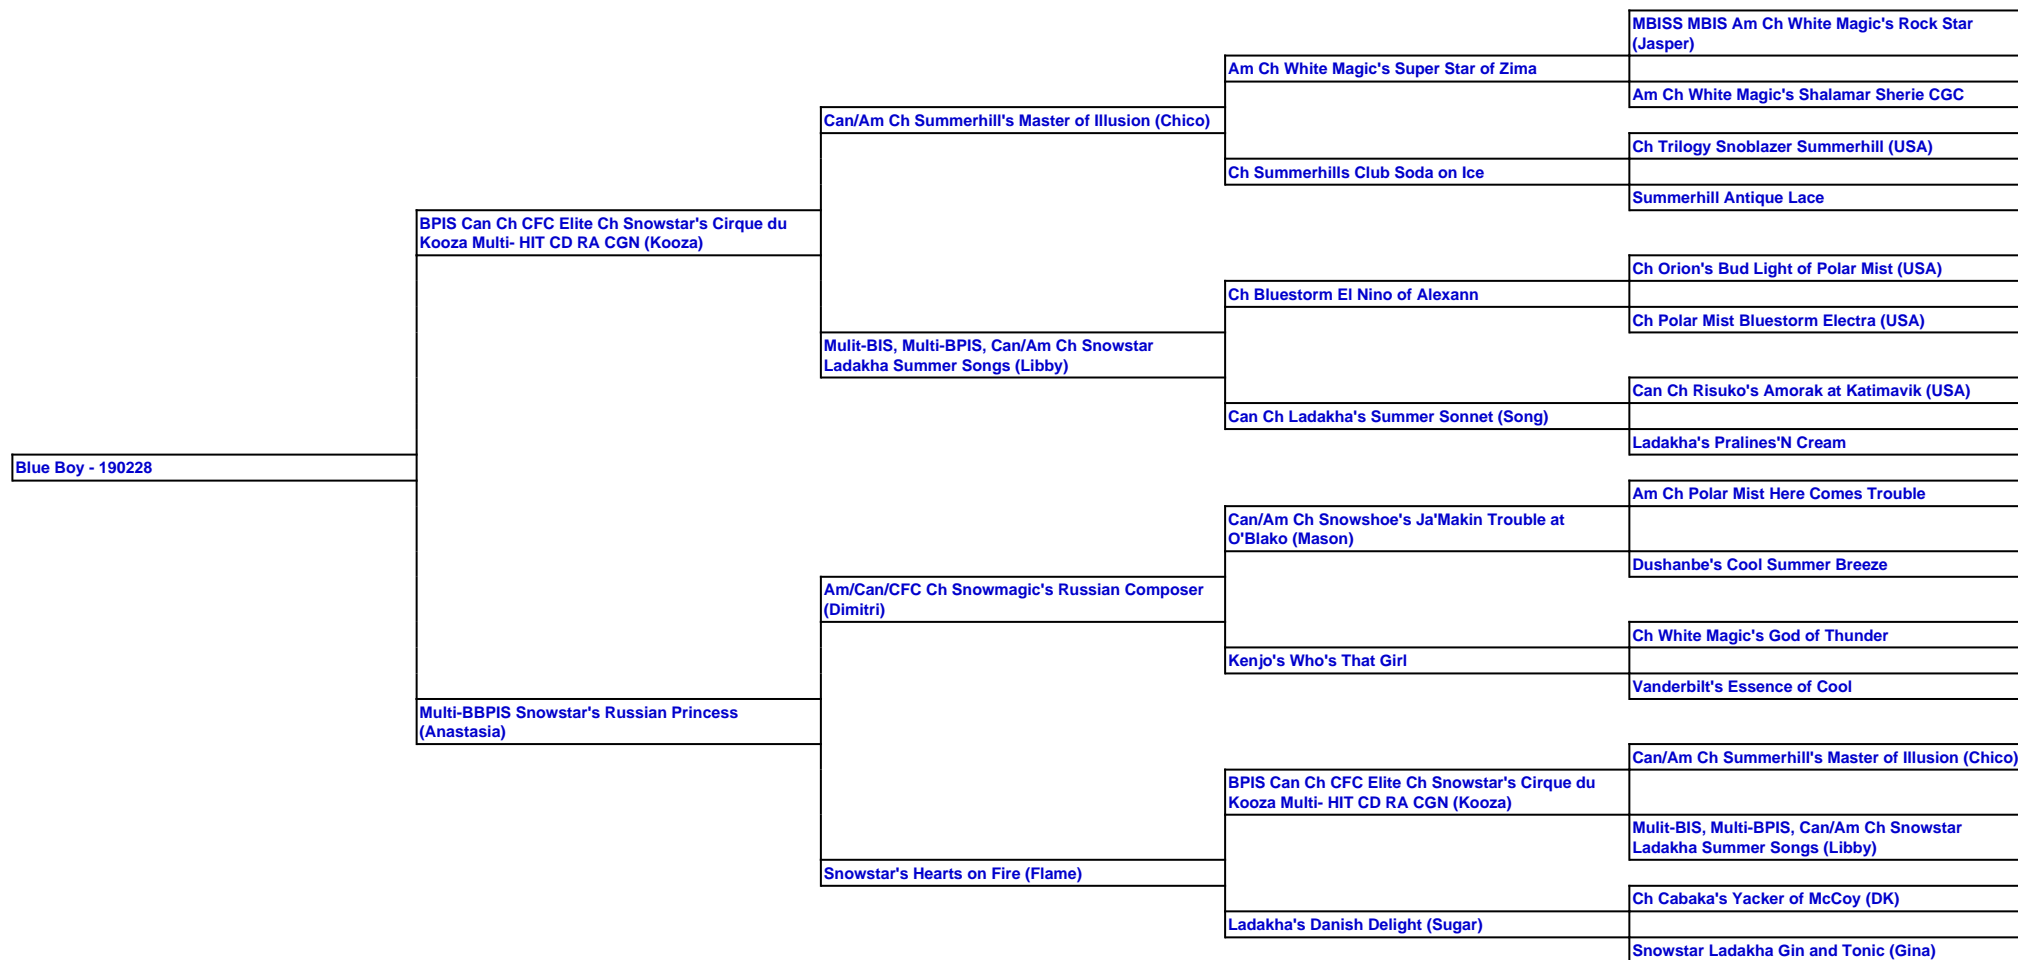 MBISS MBIS Am Ch White Magic's Rock Star
(Jasper)
Am Ch White Magic's Super Star of Zima
Am Ch White Magic's Shalamar Sherie CGC
Can/Am Ch Summerhill's Master of Illusion (Chico)
Ch Trilogy Snoblazer Summerhill (USA)
Ch Summerhills Club Soda on Ice
Summerhill Antique Lace
BPIS Can Ch CFC Elite Ch Snowstar's Cirque du
Kooza Multi- HIT CD RA CGN (Kooza)
Ch Orion's Bud Light of Polar Mist (USA)
Ch Bluestorm El Nino of Alexann
Ch Polar Mist Bluestorm Electra (USA)
Mulit-BIS, Multi-BPIS, Can/Am Ch Snowstar
Ladakha Summer Songs (Libby)
Can Ch Risuko's Amorak at Katimavik (USA)
Can Ch Ladakha's Summer Sonnet (Song)
Ladakha's Pralines'N Cream
Blue Boy - 190228
Am Ch Polar Mist Here Comes Trouble
Can/Am Ch Snowshoe's Ja'Makin Trouble at
O'Blako (Mason)
Dushanbe's Cool Summer Breeze
Am/Can/CFC Ch Snowmagic's Russian Composer
(Dimitri)
Ch White Magic's God of Thunder
Kenjo's Who's That Girl
Vanderbilt's Essence of Cool
Multi-BBPIS Snowstar's Russian Princess
(Anastasia)
Can/Am Ch Summerhill's Master of Illusion (Chico)
BPIS Can Ch CFC Elite Ch Snowstar's Cirque du
Kooza Multi- HIT CD RA CGN (Kooza)
Mulit-BIS, Multi-BPIS, Can/Am Ch Snowstar
Ladakha Summer Songs (Libby)
Snowstar's Hearts on Fire (Flame)
Ch Cabaka's Yacker of McCoy (DK)
Ladakha's Danish Delight (Sugar)
Snowstar Ladakha Gin and Tonic (Gina)